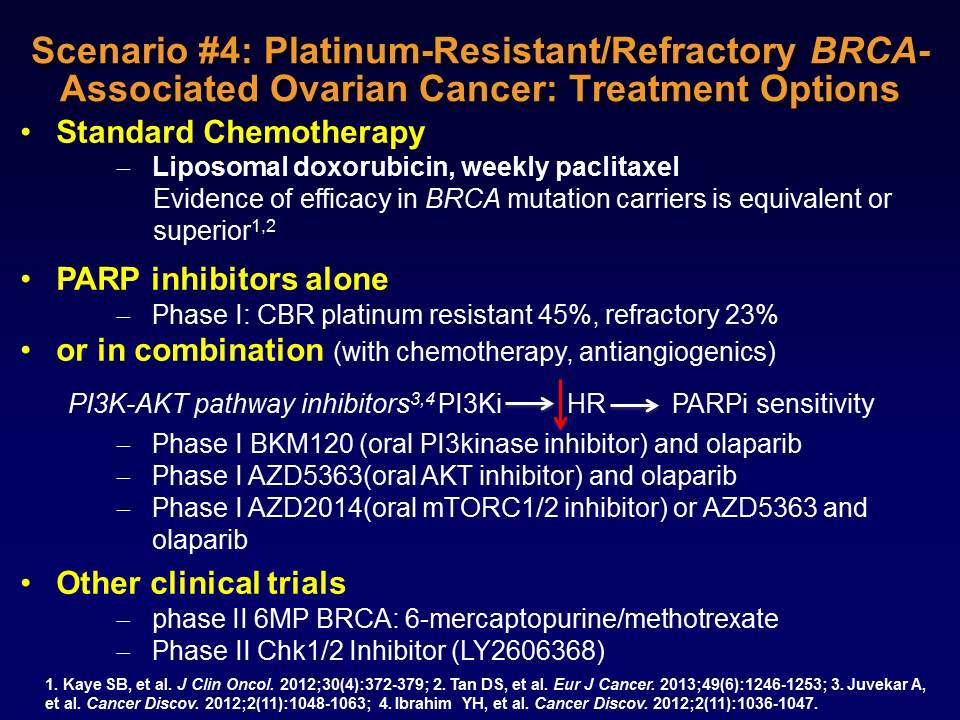 Scenario #4: Platinum-Resistant/Refractory BRCA-
Associated Ovarian Cancer: Treatment Options
• Standard Chemotherapy
– Liposomal doxorubicin, weekly paclitaxel
Evidence of efficacy in BRCA mutation carriers is equivalent or
superior1,2
• PARP inhibitors alone
– Phase I: CBR platinum resistant 45%, refractory 23%
• or in combination (with chemotherapy, antiangiogenics)
PI3K-AKT pathway inhibitors3,4 PI3Ki → ↓ HR → PARPi sensitivity
– Phase I BKM120 (oral PI3kinase inhibitor) and olaparib
– Phase I AZD5363(oral AKT inhibitor) and olaparib
– Phase I AZD2014(oral mTORC1/2 inhibitor) or AZD5363 and
olaparib
• Other clinical trials
– phase II 6MP BRCA: 6-mercaptopurine/methotrexate
– Phase II Chk1/2 Inhibitor (LY2606368)
1. Kaye SB, et al. J Clin Oncol. 2012;30(4):372-379; 2. Tan DS, et al. Eur J Cancer. 2013;49(6):1246-1253; 3. Juvekar A,
et al. Cancer Discov. 2012;2(11):1048-1063; 4. Ibrahim YH, et al. Cancer Discov. 2012;2(11):1036-1047.